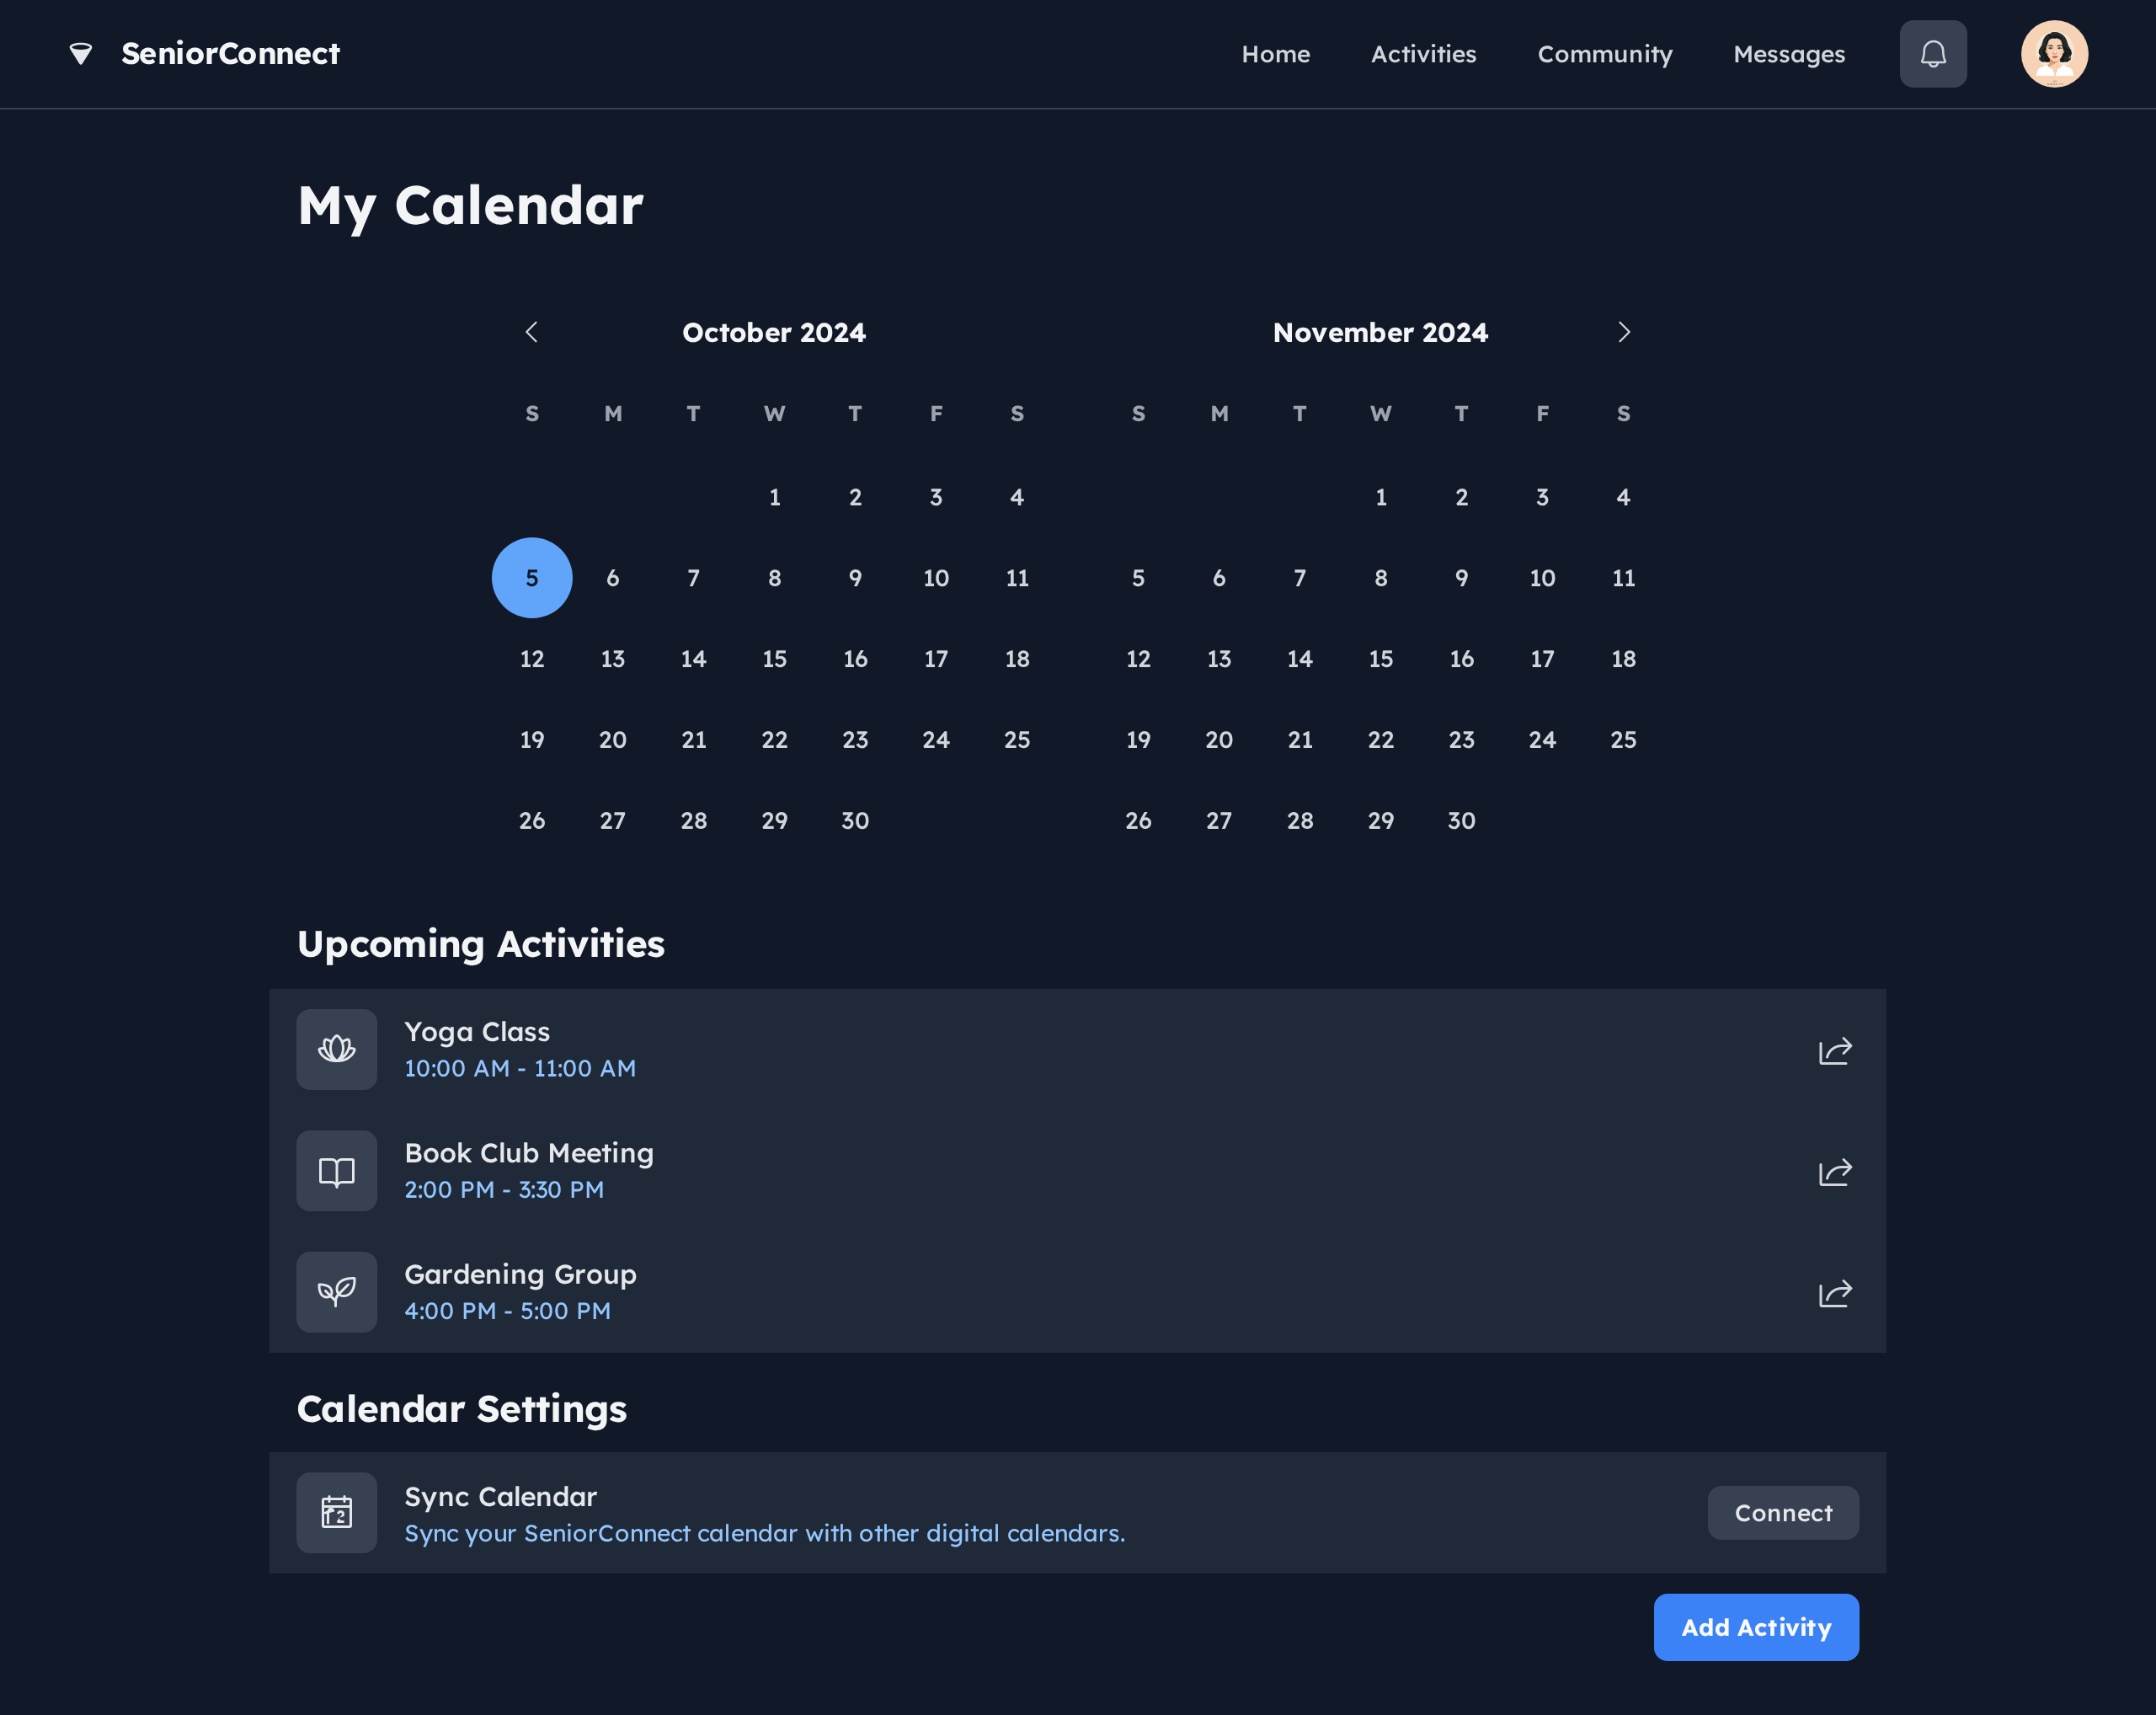 SeniorConnect
Home Activities Community Messages
My Calendar
October 2024
S M T W T F S
1 2 3 4
5 6 7 8 9 10 11
12 13 14 15 16 17 18
19 20 21 22 23 24 25
26 27 28 29 30
November 2024
S M T W T F S
1 2 3 4
5 6 7 8 9 10 11
12 13 14 15 16 17 18
19 20 21 22 23 24 25
26 27 28 29 30
Upcoming Activities
Yoga Class
10:00 AM - 11:00 AM
Book Club Meeting
2:00 PM - 3:30 PM
Gardening Group
4:00 PM - 5:00 PM
Calendar Settings
Sync Calendar
Sync your SeniorConnect calendar with other digital calendars.
Connect
Add Activity